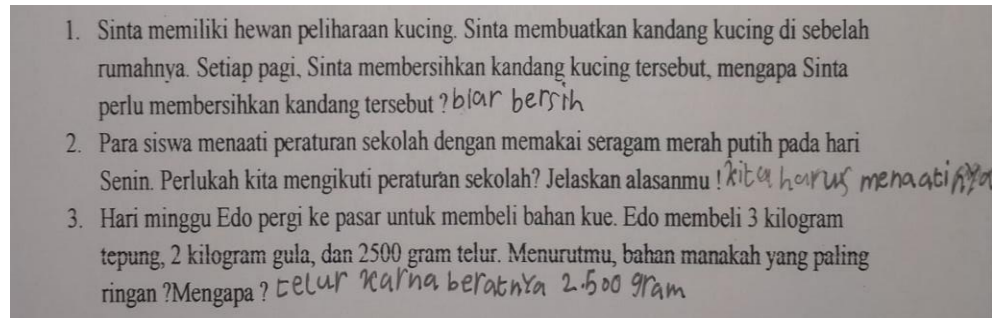 1. Sinta memiliki hewan peliharaan kucing. Sinta membuatkan kandang kucing di sebelah
rumahnya. Setiap pagi, Sinta membersihkan kandang kucing tersebut, mengapa Sinta
perlu membersihkan kandang tersebut ? biar bersih
2. Para siswa menaati peraturan sekolah dengan memakai seragam merah putih pada hari
Senin. Perlukah kita mengikuti peraturan sekolah? Jelaskan alasanmu ! kita harus menaatinya
3. Hari minggu Edo pergi ke pasar untuk membeli bahan kue. Edo membeli 3 kilogram
tepung, 2 kilogram gula, dan 2500 gram telur. Menurutmu, bahan manakah yang paling
ringan ?Mengapa ? telur karna beratnya 2.500 gram